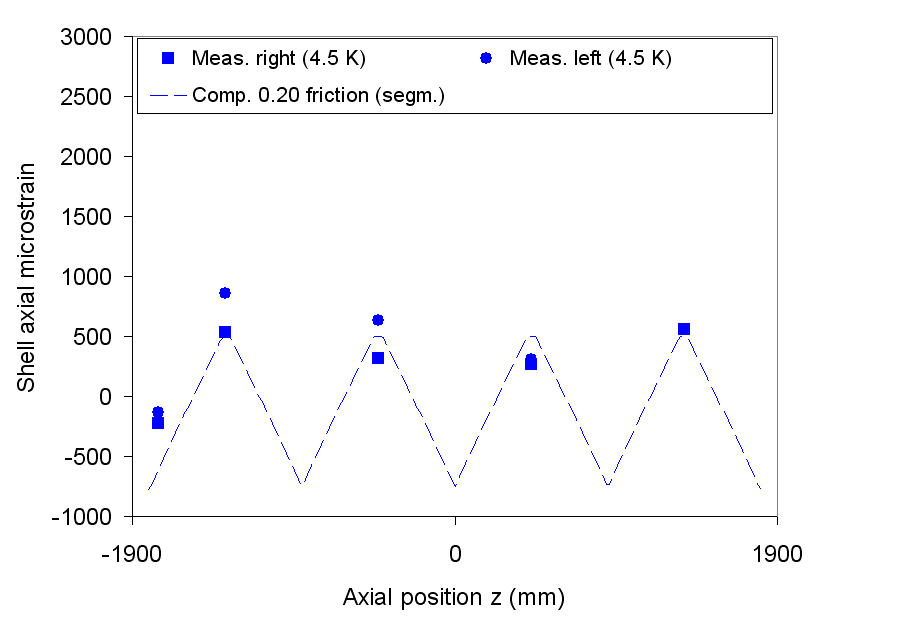 3000
2500
2000
1500
1000
500
0
-500
-1000
Meas. right (4.5 K)
Meas. left (4.5 K)
Comp. 0.20 friction (segm.)
Shell axial microstrain
-1900
0
1900
Axial position z (mm)